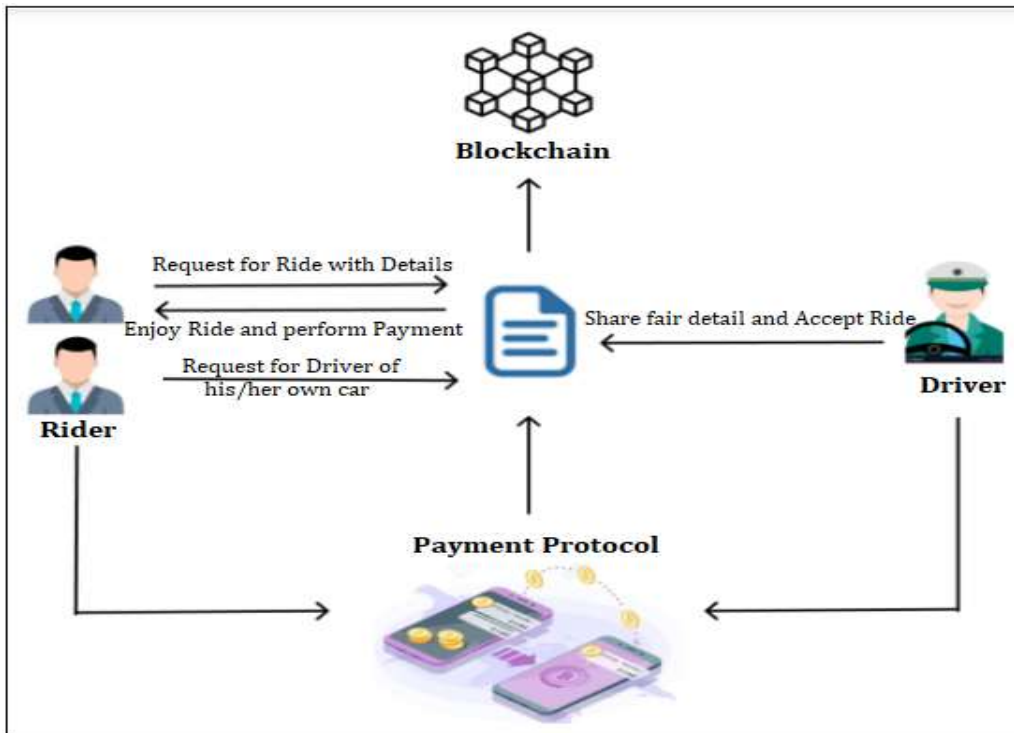 Blockchain
Request for Ride with Details
Enjoy Ride and perform Payment
Request for Driver of
his/her own car
Rider
Share fair detail and Accept Ride
Driver
Payment Protocol